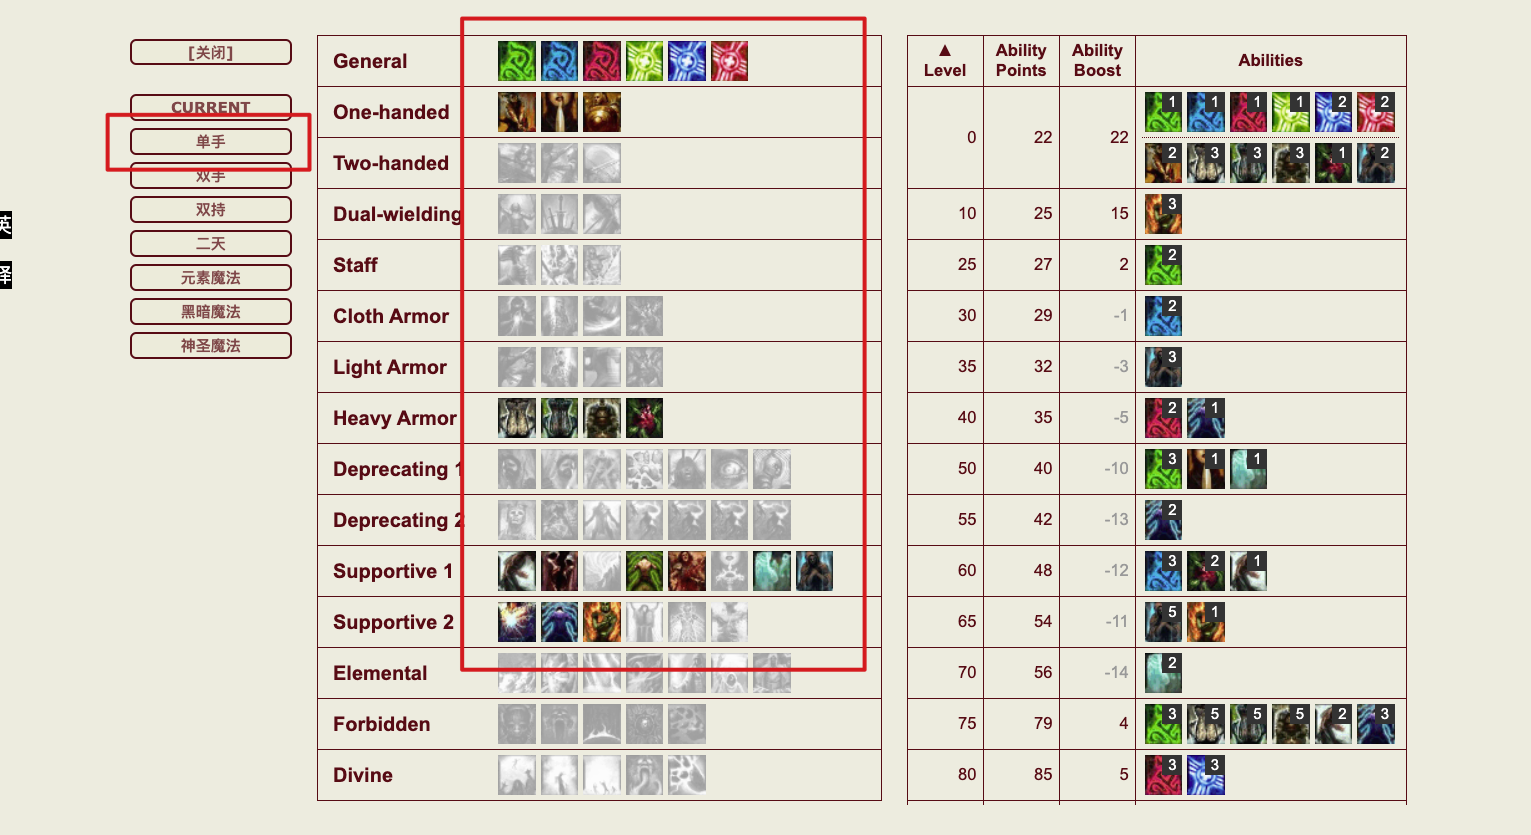 [关闭]
CURRENT
单手
双手
双持
二天
元素魔法
黑暗魔法
神圣魔法
英
译
General
One-handed
Two-handed
Dual-wielding
Staff
Cloth Armor
Light Armor
Heavy Armor
Deprecating 1
Deprecating 2
Supportive 1
Supportive 2
Elemental
Forbidden
Divine
▲ Level Ability Points Ability Boost Abilities
0 22 22 1 1 1 1 2 2
2 3 3 3 1 2
10 25 15 3
25 27 2 2
30 29 -1 2
35 32 -3 3
40 35 -5 2 1
50 40 -10 3 1 1
55 42 -13 2
60 48 -12 3 2 1
65 54 -11 5 1
70 56 -14 2
75 79 4 3 5 5 5 2 3
80 85 5 3 3